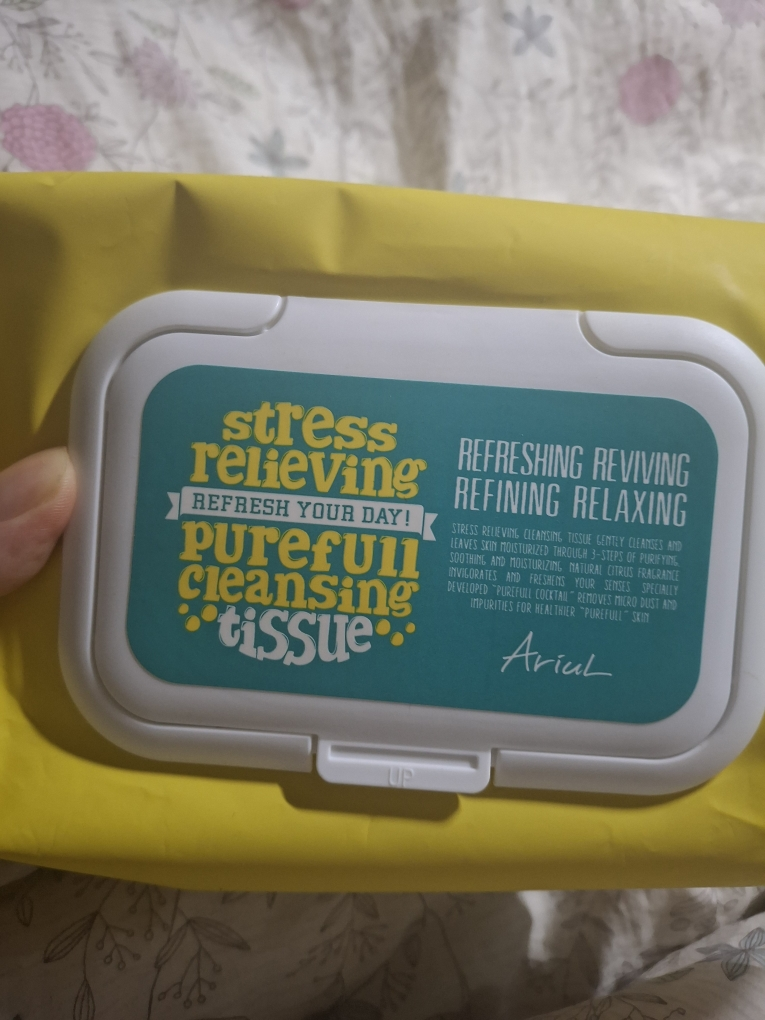 stress
relieving
REFRESH YOUR DAY!
purefull
cleansing
tissue
REFRESHING REVIVING
REFINING RELAXING
STRESS RELIEVING CLEANSING TISSUE GENTLY CLEANSES AND
LEAVES SKIN MOISTURIZED THROUGH 3-STEPS OF PURIFYING,
SOOTHING AND MOISTURIZING. NATURAL CITRUS FRAGRANCE
INVIGORATES AND FRESHENS YOUR SENSES. SPECIALLY
DEVELOPED "PUREFULL COCKTAIL" REMOVES MICRO DUST AND
IMPURITIES FOR HEALTHIER "PUREFULL" SKIN
Ariul
UP